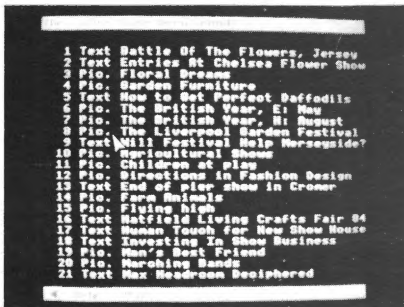 1 Text Battle Of The Flowers, Jersey
2 Text Entries At Chelsea Flower Show
3 Pic. Floral Dreams
4 Pic. Garden Furniture
5 Text How to Get Perfect Daffodils
6 Pic. The British Year, E: May
7 Pic. The British Year, H: August
8 Pic. The Liverpool Garden Festival
9 Text Will Festival Help Merseyside?
10 Pic. Agricultural Shows
11 Pic. Children at play
12 Pic. Directions in Fashion Design
13 Text End of pier show in Cromer
14 Pic. Farm Animals
15 Pic. Flying high
16 Text Hatfield Living Crafts Fair 84
17 Text Human Touch for New Show House
18 Text Investing In Show Business
19 Pic. Man's Best Friend
20 Pic. Marching Bands
21 Text Max Headroom Deciphered